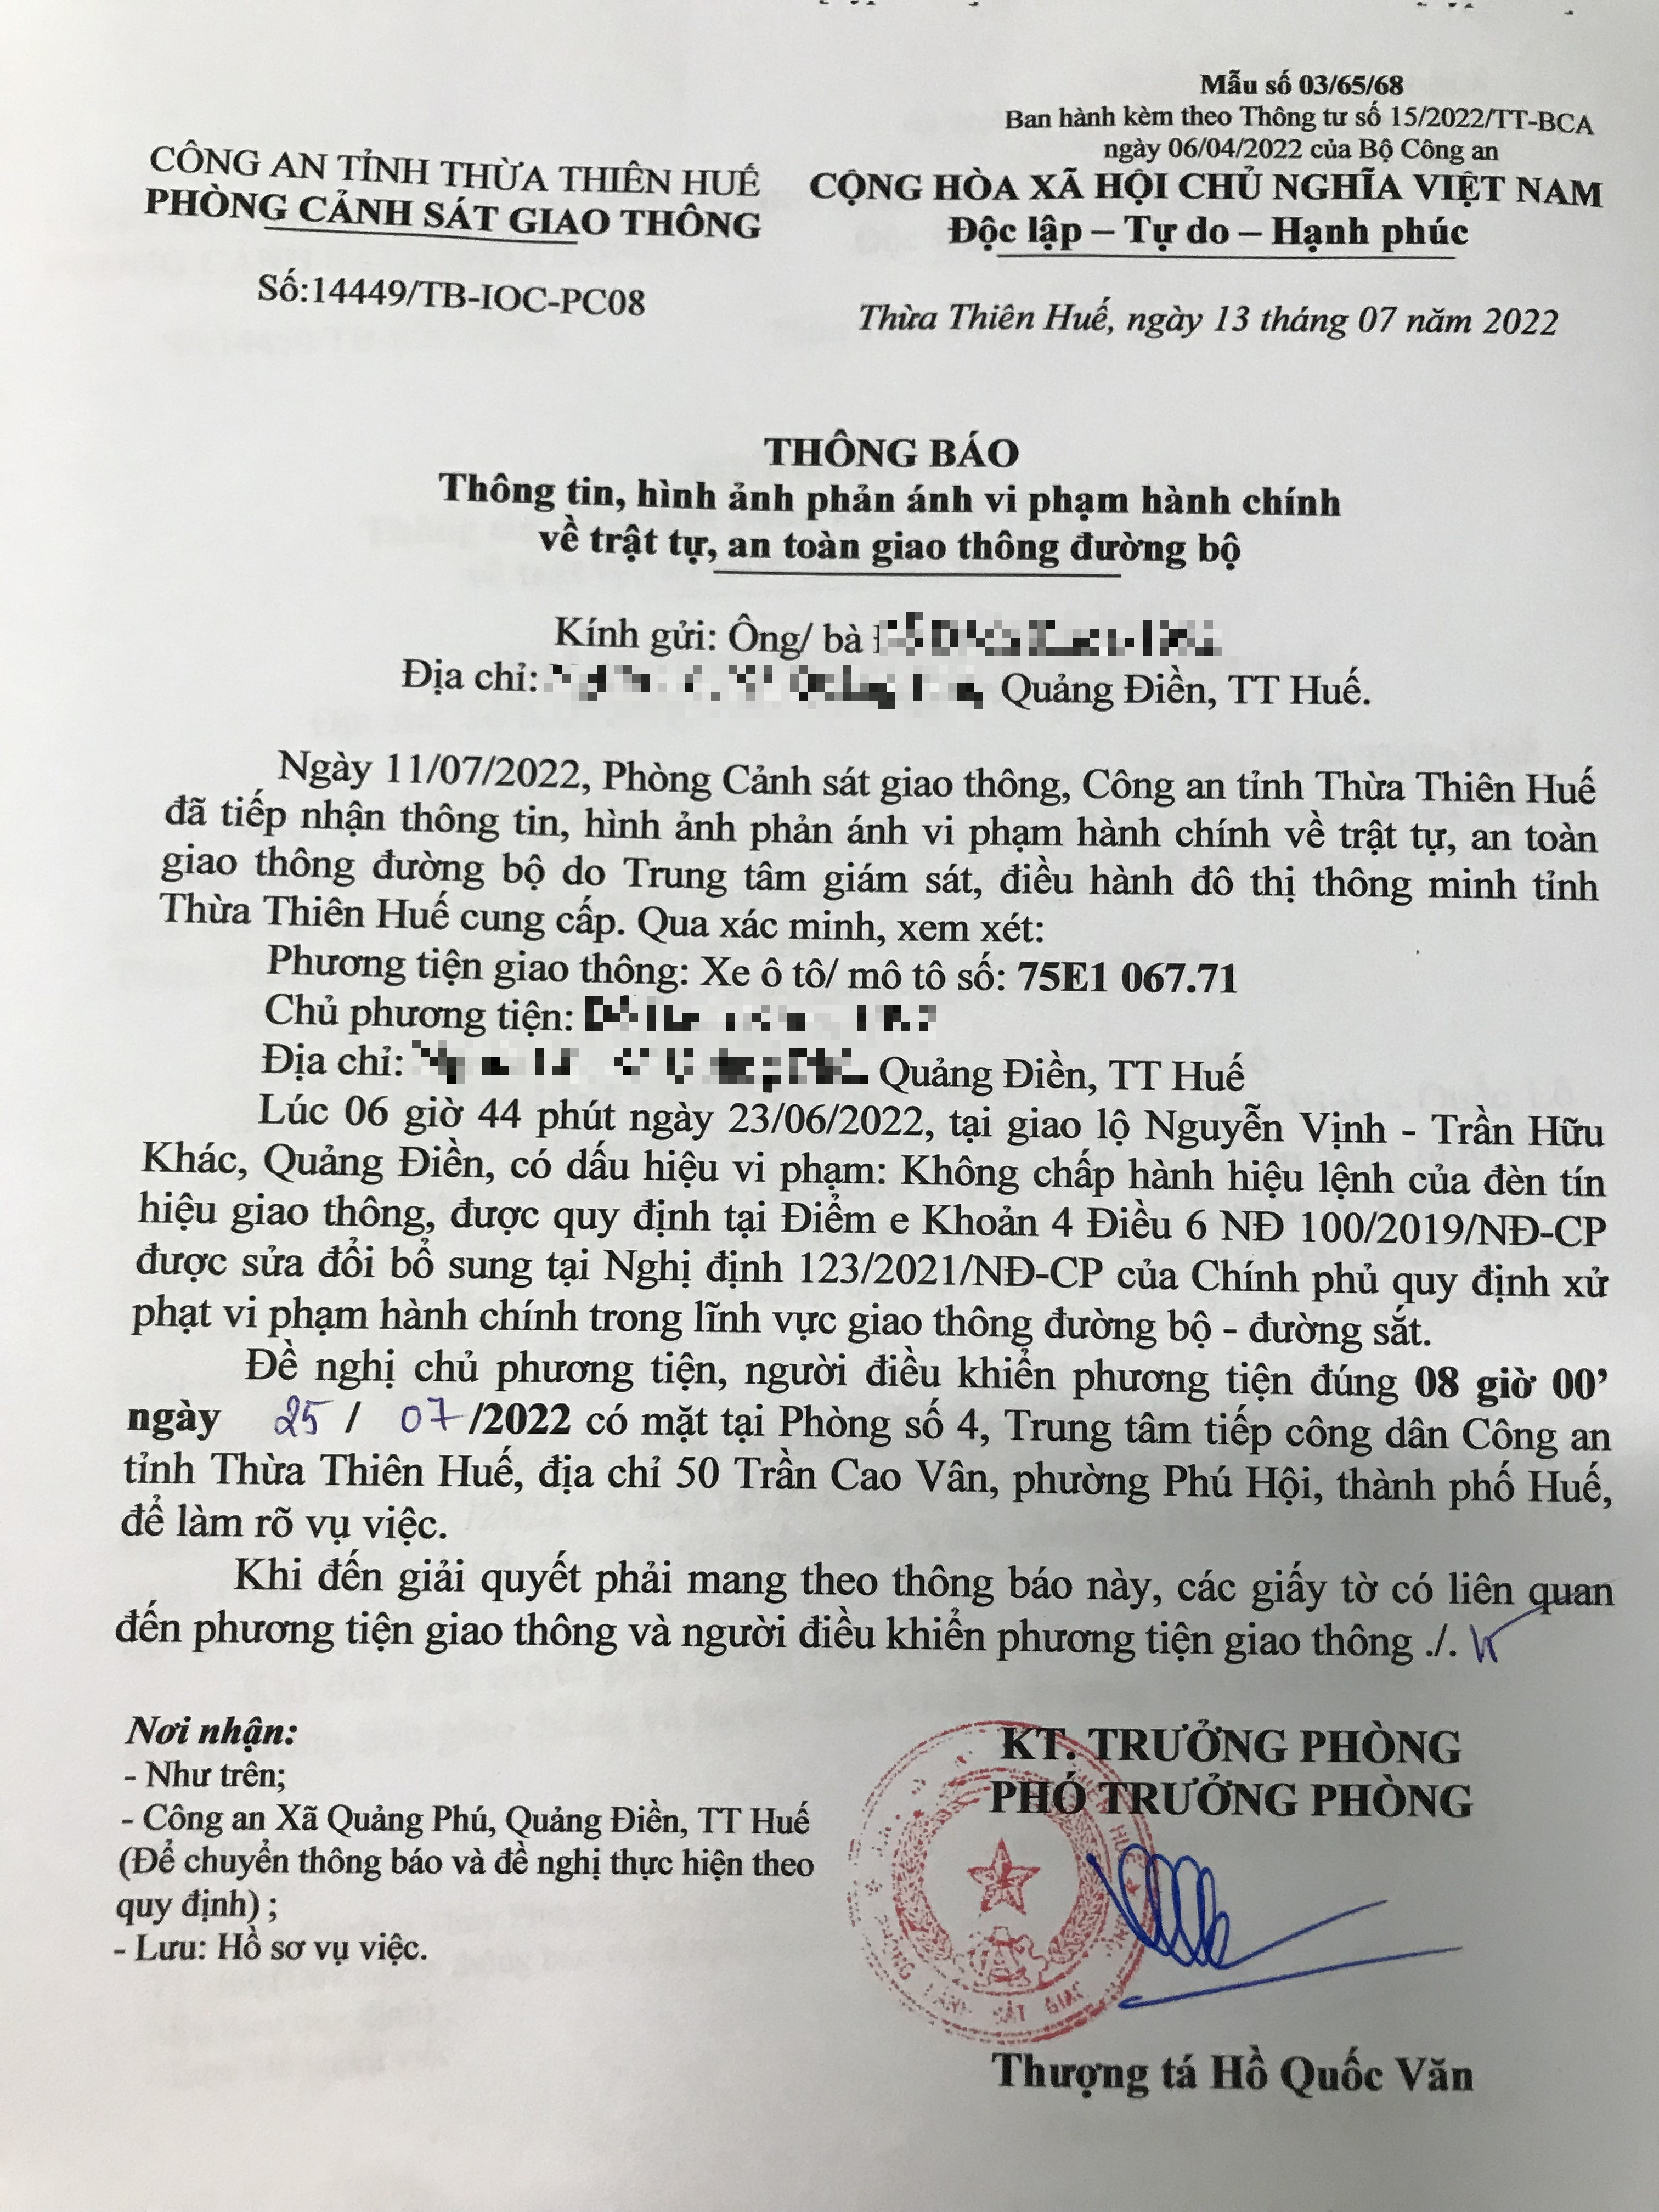 Mẫu số 03/65/68
Ban hành kèm theo Thông tư số 15/2022/TT-BCA
ngày 06/04/2022 của Bộ Công an
CÔNG AN TỈNH THỪA THIÊN HUẾ
PHÒNG CẢNH SÁT GIAO THÔNG
CỘNG HÒA XÃ HỘI CHỦ NGHĨA VIỆT NAM
Độc lập – Tự do – Hạnh phúc
Số:14449/TB-IOC-PC08
Thừa Thiên Huế, ngày 13 tháng 07 năm 2022
THÔNG BÁO
Thông tin, hình ảnh phản ánh vi phạm hành chính
về trật tự, an toàn giao thông đường bộ
Kính gửi: Ông/ bà
Địa chỉ: Quảng Điền, TT Huế.
Ngày 11/07/2022, Phòng Cảnh sát giao thông, Công an tỉnh Thừa Thiên Huế
đã tiếp nhận thông tin, hình ảnh phản ánh vi phạm hành chính về trật tự, an toàn
giao thông đường bộ do Trung tâm giám sát, điều hành đô thị thông minh tỉnh
Thừa Thiên Huế cung cấp. Qua xác minh, xem xét:
Phương tiện giao thông: Xe ô tô/ mô tô số: 75E1 067.71
Chủ phương tiện:
Địa chỉ: Quảng Điền, TT Huế
Lúc 06 giờ 44 phút ngày 23/06/2022, tại giao lộ Nguyễn Vịnh - Trần Hữu
Khác, Quảng Điền, có dấu hiệu vi phạm: Không chấp hành hiệu lệnh của đèn tín
hiệu giao thông, được quy định tại Điểm e Khoản 4 Điều 6 NĐ 100/2019/NĐ-CP
được sửa đổi bổ sung tại Nghị định 123/2021/NĐ-CP của Chính phủ quy định xử
phạt vi phạm hành chính trong lĩnh vực giao thông đường bộ - đường sắt.
Đề nghị chủ phương tiện, người điều khiển phương tiện đúng 08 giờ 00’
ngày 25 / 07 /2022 có mặt tại Phòng số 4, Trung tâm tiếp công dân Công an
tỉnh Thừa Thiên Huế, địa chỉ 50 Trần Cao Vân, phường Phú Hội, thành phố Huế,
để làm rõ vụ việc.
Khi đến giải quyết phải mang theo thông báo này, các giấy tờ có liên quan
đến phương tiện giao thông và người điều khiển phương tiện giao thông ./.
Nơi nhận:
- Như trên;
- Công an Xã Quảng Phú, Quảng Điền, TT Huế
(Để chuyển thông báo và đề nghị thực hiện theo
quy định) ;
- Lưu: Hồ sơ vụ việc.
KT. TRƯỞNG PHÒNG
PHÓ TRƯỞNG PHÒNG
Thượng tá Hồ Quốc Văn